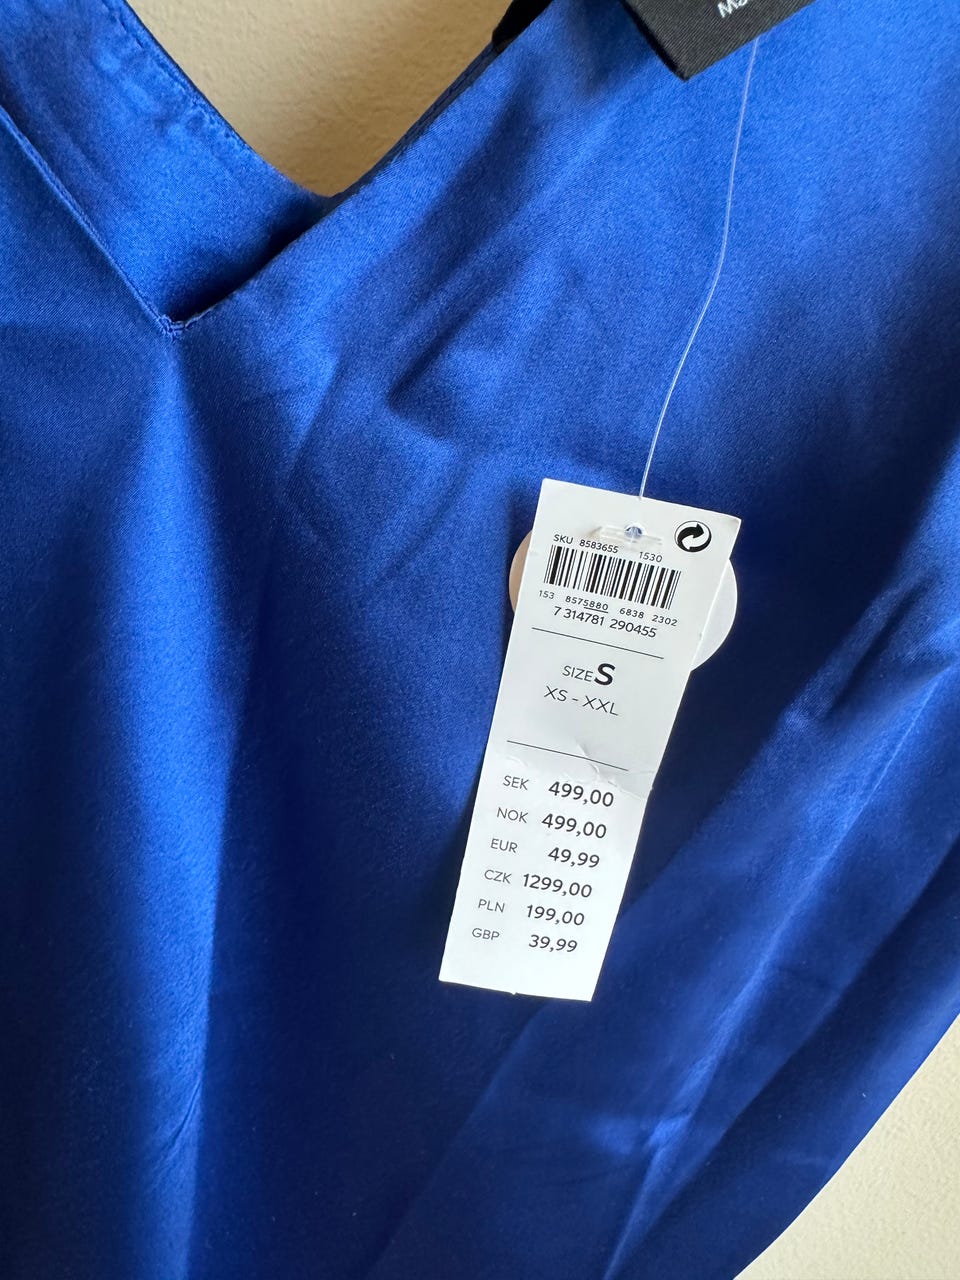 SKU 8583655 1530
153 8575880 6838 2302
7 314781 290455
SIZE S
XS - XXL
SEK 499,00
NOK 499,00
EUR 49,99
CZK 1299,00
PLN 199,00
GBP 39,99